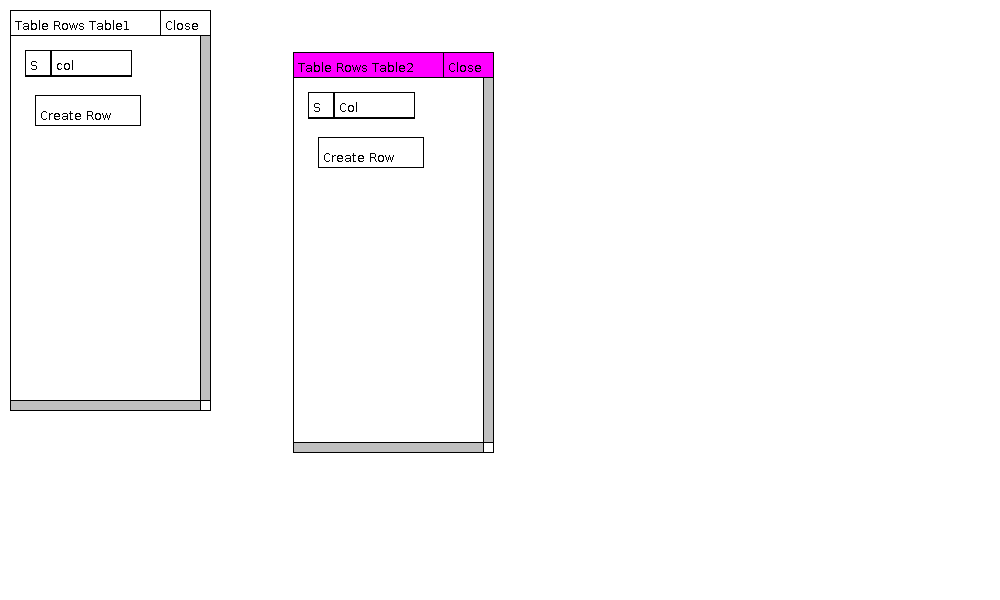 Table Rows Table1 Close
S col
Create Row
Table Rows Table2 Close
S Col
Create Row